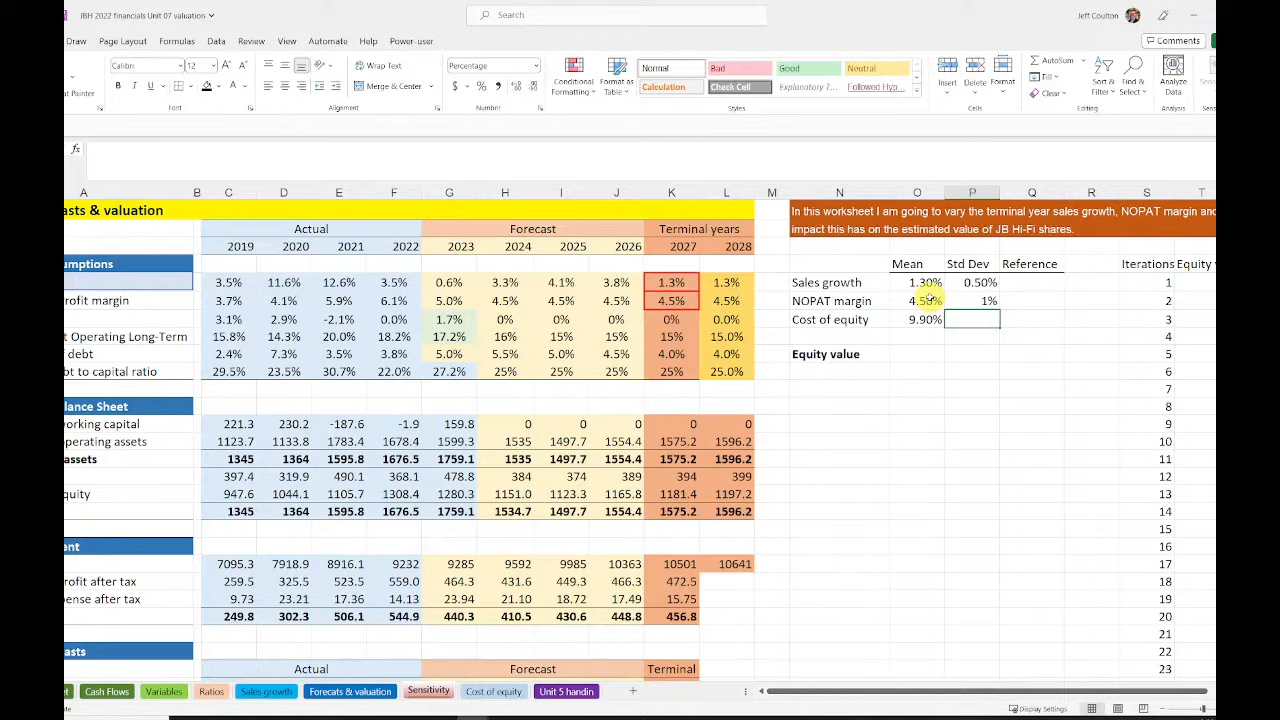 JBH 2022 financials Unit 07 valuation
Search
Jeff Coulton
Draw Page Layout Formulas Data Review View Automate Help Power-user
Comments
Calibri 12 Wrap Text Percentage Normal Bad Good Neutral AutoSum
Painter Merge & Center Conditional Formatting Format as Table Calculation Check Cell Explanatory T... Followed Hyp... Insert Delete Format Fill Clear Sort & Filter Find & Select Analyze Data
Font Alignment Number Styles Cells Editing Analysis
fx
A B C D E F G H I J K L M N O P Q R S T
asts & valuation
In this worksheet I am going to vary the terminal year sales growth, NOPAT margin and
impact this has on the estimated value of JB Hi-Fi shares.
Actual Forecast Terminal years
2019 2020 2021 2022 2023 2024 2025 2026 2027 2028
umptions Mean Std Dev Reference Iterations Equity v
3.5% 11.6% 12.6% 3.5% 0.6% 3.3% 4.1% 3.8% 1.3% 1.3% Sales growth 1.30% 0.50% 1
rofit margin 3.7% 4.1% 5.9% 6.1% 5.0% 4.5% 4.5% 4.5% 4.5% 4.5% NOPAT margin 4.50% 1% 2
3.1% 2.9% -2.1% 0.0% 1.7% 0% 0% 0% 0% 0.0% Cost of equity 9.90% 3
t Operating Long-Term 15.8% 14.3% 20.0% 18.2% 17.2% 16% 15% 15% 15% 15.0% 4
f debt 2.4% 7.3% 3.5% 3.8% 5.0% 5.5% 5.0% 4.5% 4.0% 4.0% Equity value 5
bt to capital ratio 29.5% 23.5% 30.7% 22.0% 27.2% 25% 25% 25% 25% 25.0% 6
7
lance Sheet 8
working capital 221.3 230.2 -187.6 -1.9 159.8 0 0 0 0 0 9
operating assets 1123.7 1133.8 1783.4 1678.4 1599.3 1535 1497.7 1554.4 1575.2 1596.2 10
assets 1345 1364 1595.8 1676.5 1759.1 1535 1497.7 1554.4 1575.2 1596.2 11
397.4 319.9 490.1 368.1 478.8 384 374 389 394 399 12
quity 947.6 1044.1 1105.7 1308.4 1280.3 1151.0 1123.3 1165.8 1181.4 1197.2 13
1345 1364 1595.8 1676.5 1759.1 1534.7 1497.7 1554.4 1575.2 1596.2 14
15
ent 16
7095.3 7918.9 8916.1 9232 9285 9592 9985 10363 10501 10641 17
rofit after tax 259.5 325.5 523.5 559.0 464.3 431.6 449.3 466.3 472.5 18
pense after tax 9.73 23.21 17.36 14.13 23.94 21.10 18.72 17.49 15.75 19
249.8 302.3 506.1 544.9 440.3 410.5 430.6 448.8 456.8 20
21
asts 22
Actual Forecast Terminal 23
et Cash Flows Variables Ratios Sales growth Forecats & valuation Sensitivity Cost of equity Unit 5 handin
Display Settings